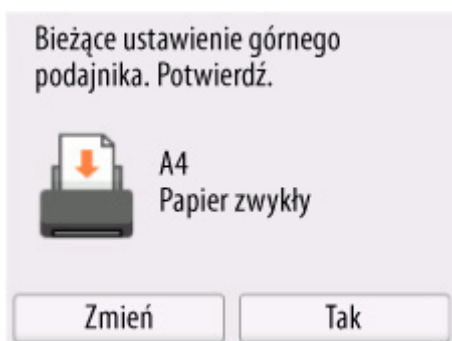 Bieżące ustawienie górnego
podajnika. Potwierdź.
A4
Papier zwykły
Zmień
Tak